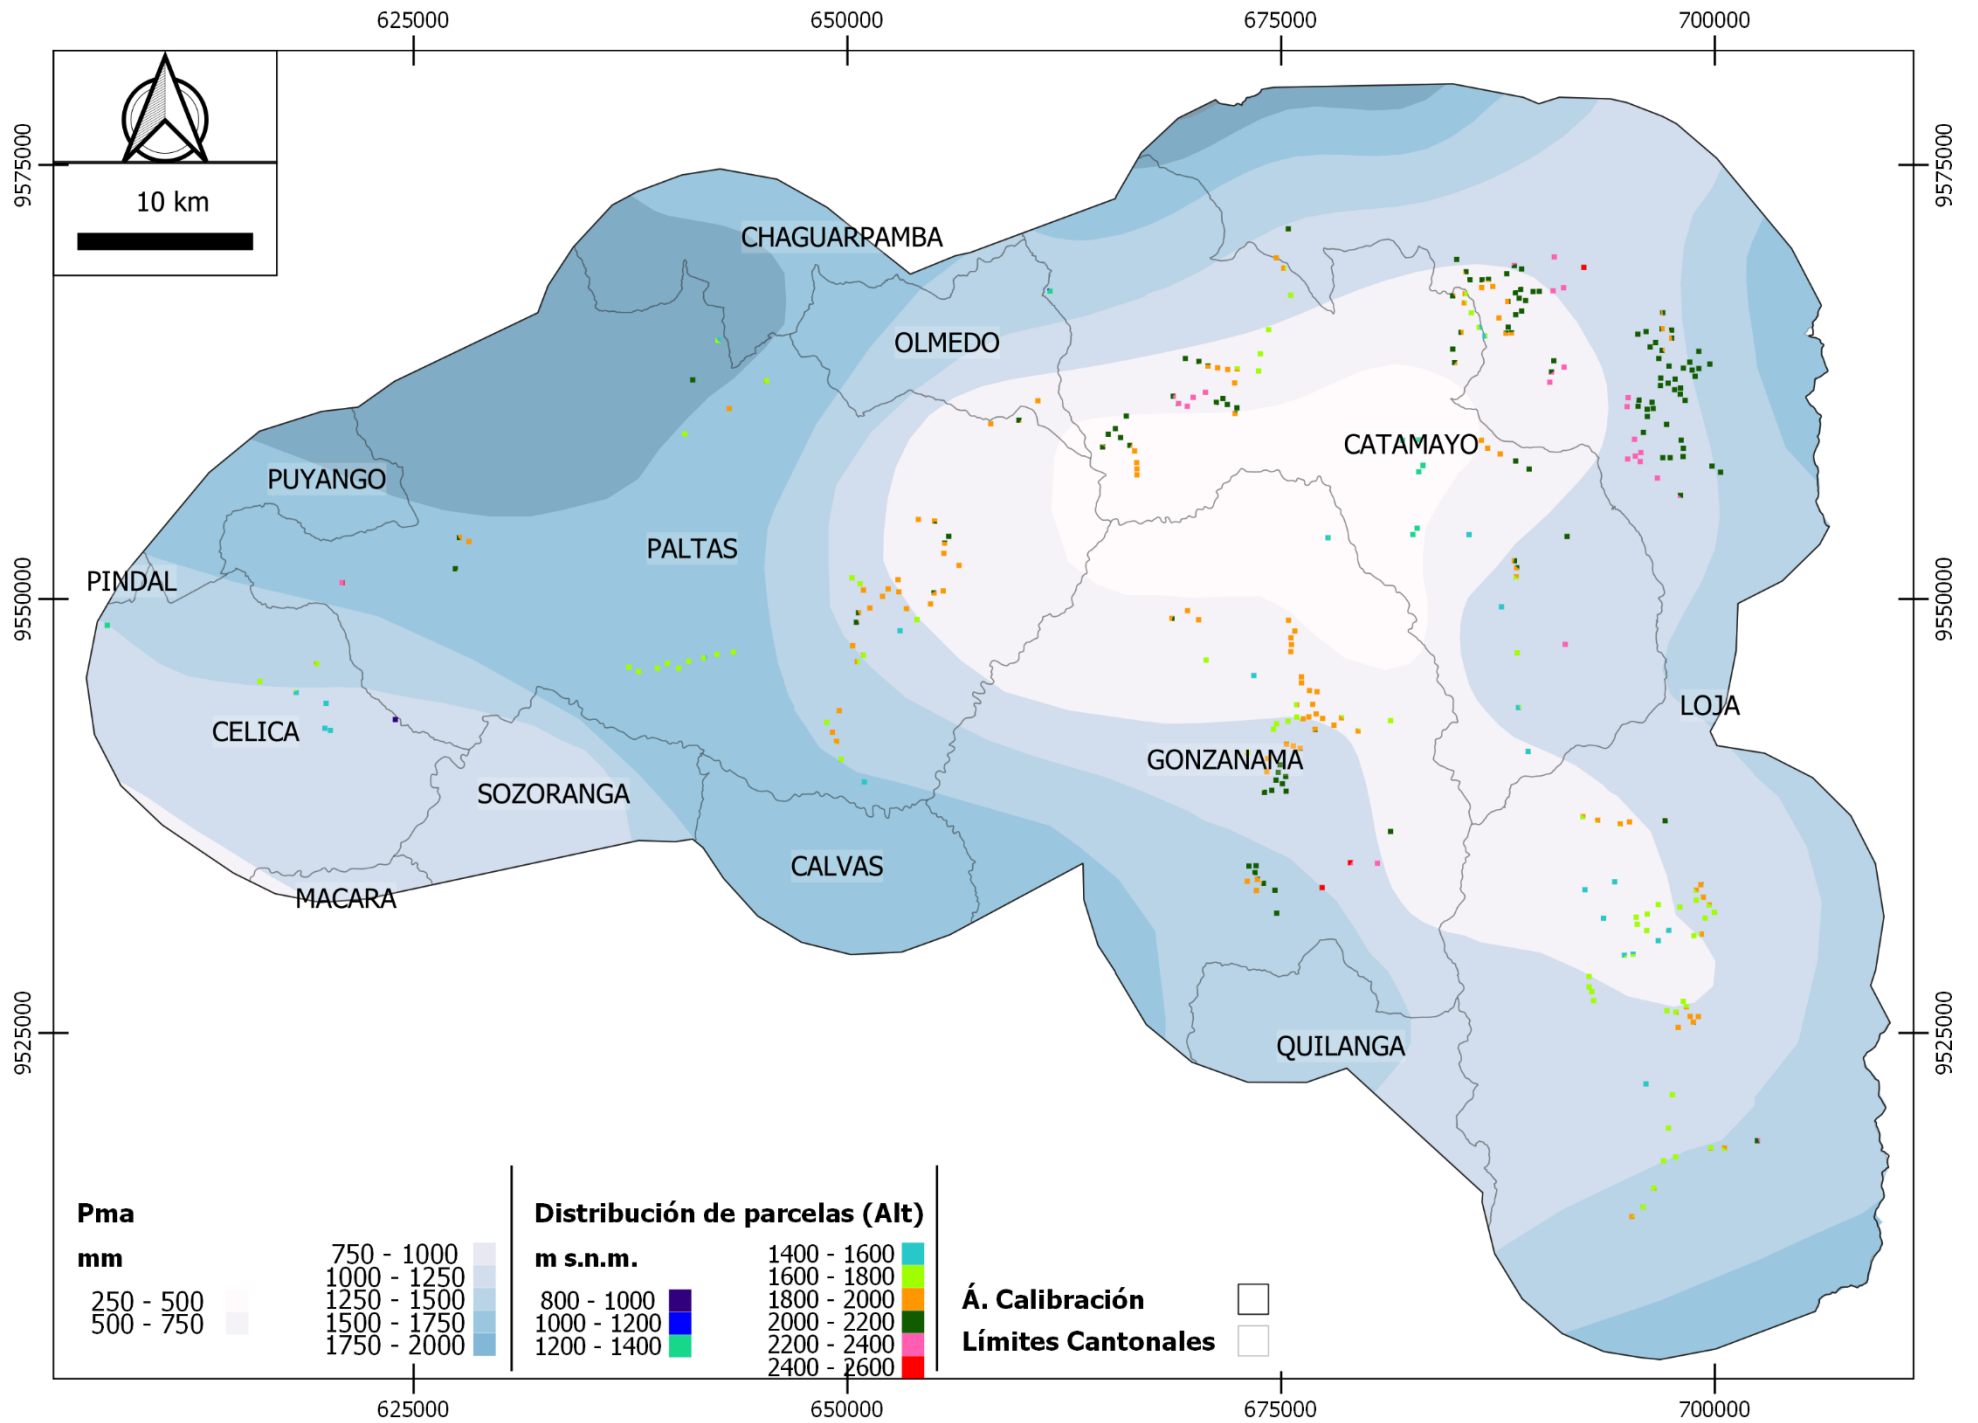 625000
650000
675000
700000
9575000
9575000
10 km
CHAGUARPAMBA
OLMEDO
CATAMAYO
PUYANGO
PALTAS
PINDAL
9550000
9550000
LOJA
CELICA
GONZANAMA
SOZORANGA
CALVAS
MACARA
9525000
9525000
QUILANGA
Pma
mm
250 - 500
500 - 750
750 - 1000
1000 - 1250
1250 - 1500
1500 - 1750
1750 - 2000
Distribución de parcelas (Alt)
m s.n.m.
800 - 1000
1000 - 1200
1200 - 1400
1400 - 1600
1600 - 1800
1800 - 2000
2000 - 2200
2200 - 2400
2400 - 2600
Á. Calibración
Límites Cantonales
625000
650000
675000
700000